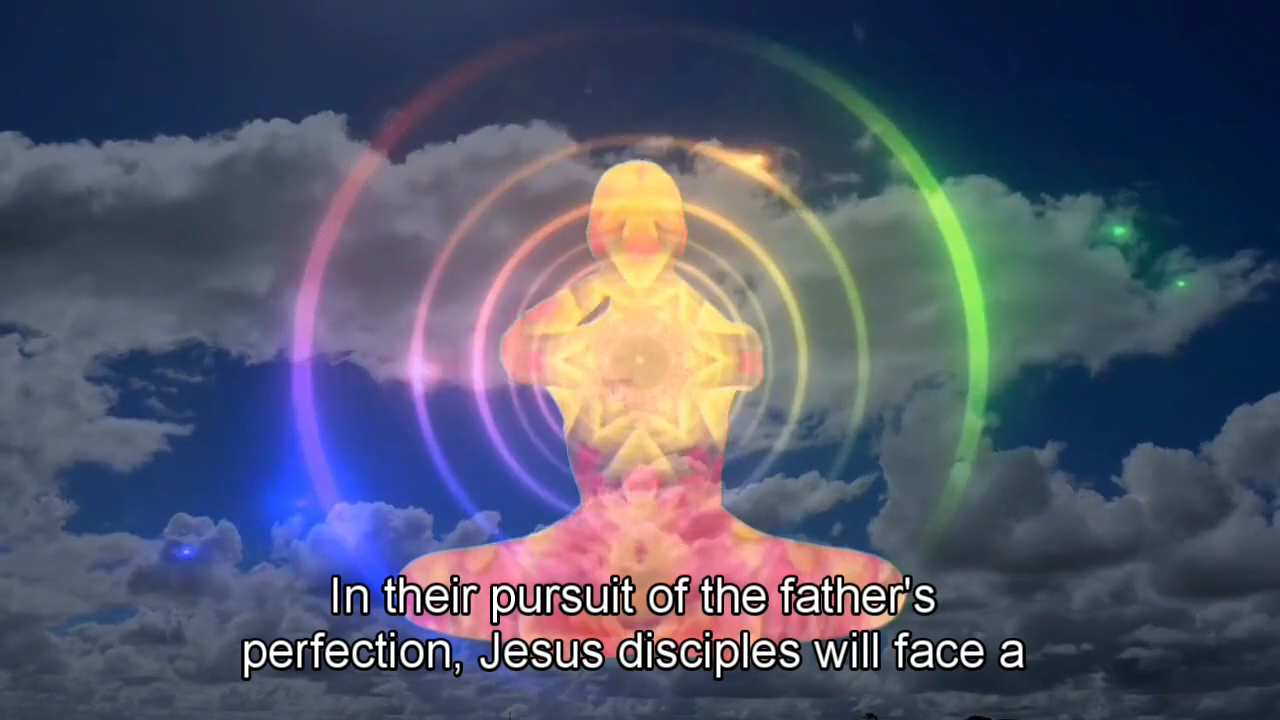 In their pursuit of the father's
perfection, Jesus disciples will face a